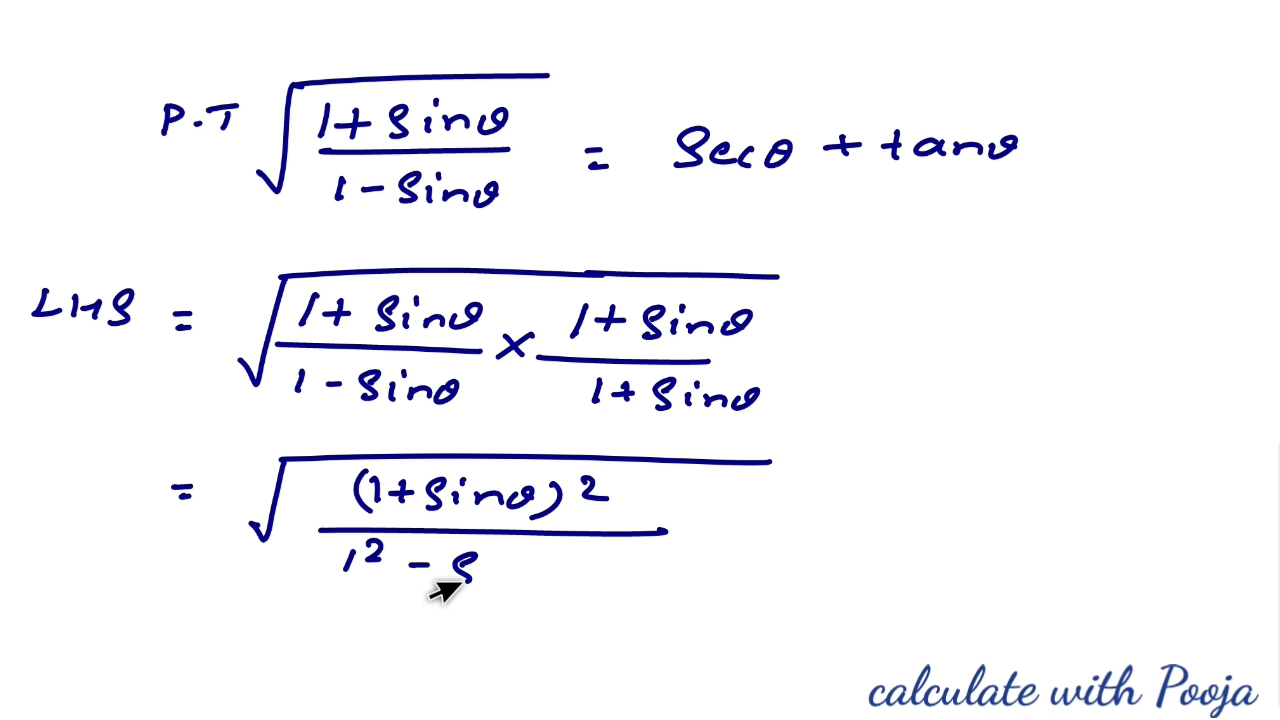 P.T √((1 + sinθ)/(1 - sinθ)) = secθ + tanθ
LHS = √((1 + sinθ)/(1 - sinθ) × (1 + sinθ)/(1 + sinθ))
= √((1 + sinθ)²/(1² - s
calculate with Pooja